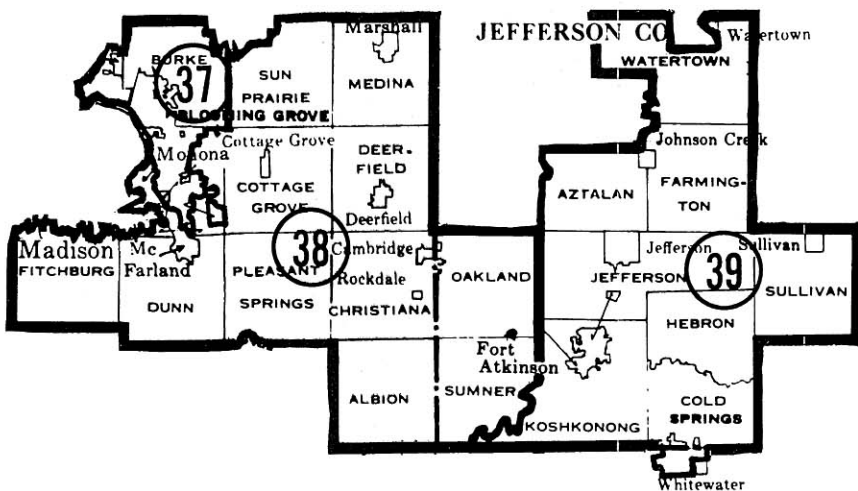 JEFFERSON CO
Marshall
Watertown
WATERTOWN
BURKE
37
SUN
PRAIRIE
MEDINA
BLOOMING GROVE
Monona
Cottage Grove
COTTAGE
GROVE
DEER-
FIELD
Deerfield
Johnson Creek
AZTALAN
FARMING-
TON
Madison
FITCHBURG
Mc
Farland
DUNN
38
PLEASANT
SPRINGS
Cambridge
Rockdale
CHRISTIANA
OAKLAND
Jefferson
JEFFERSON
39
Sullivan
SULLIVAN
HEBRON
Fort
Atkinson
ALBION
SUMNER
KOSHKONONG
COLD
SPRINGS
Whitewater